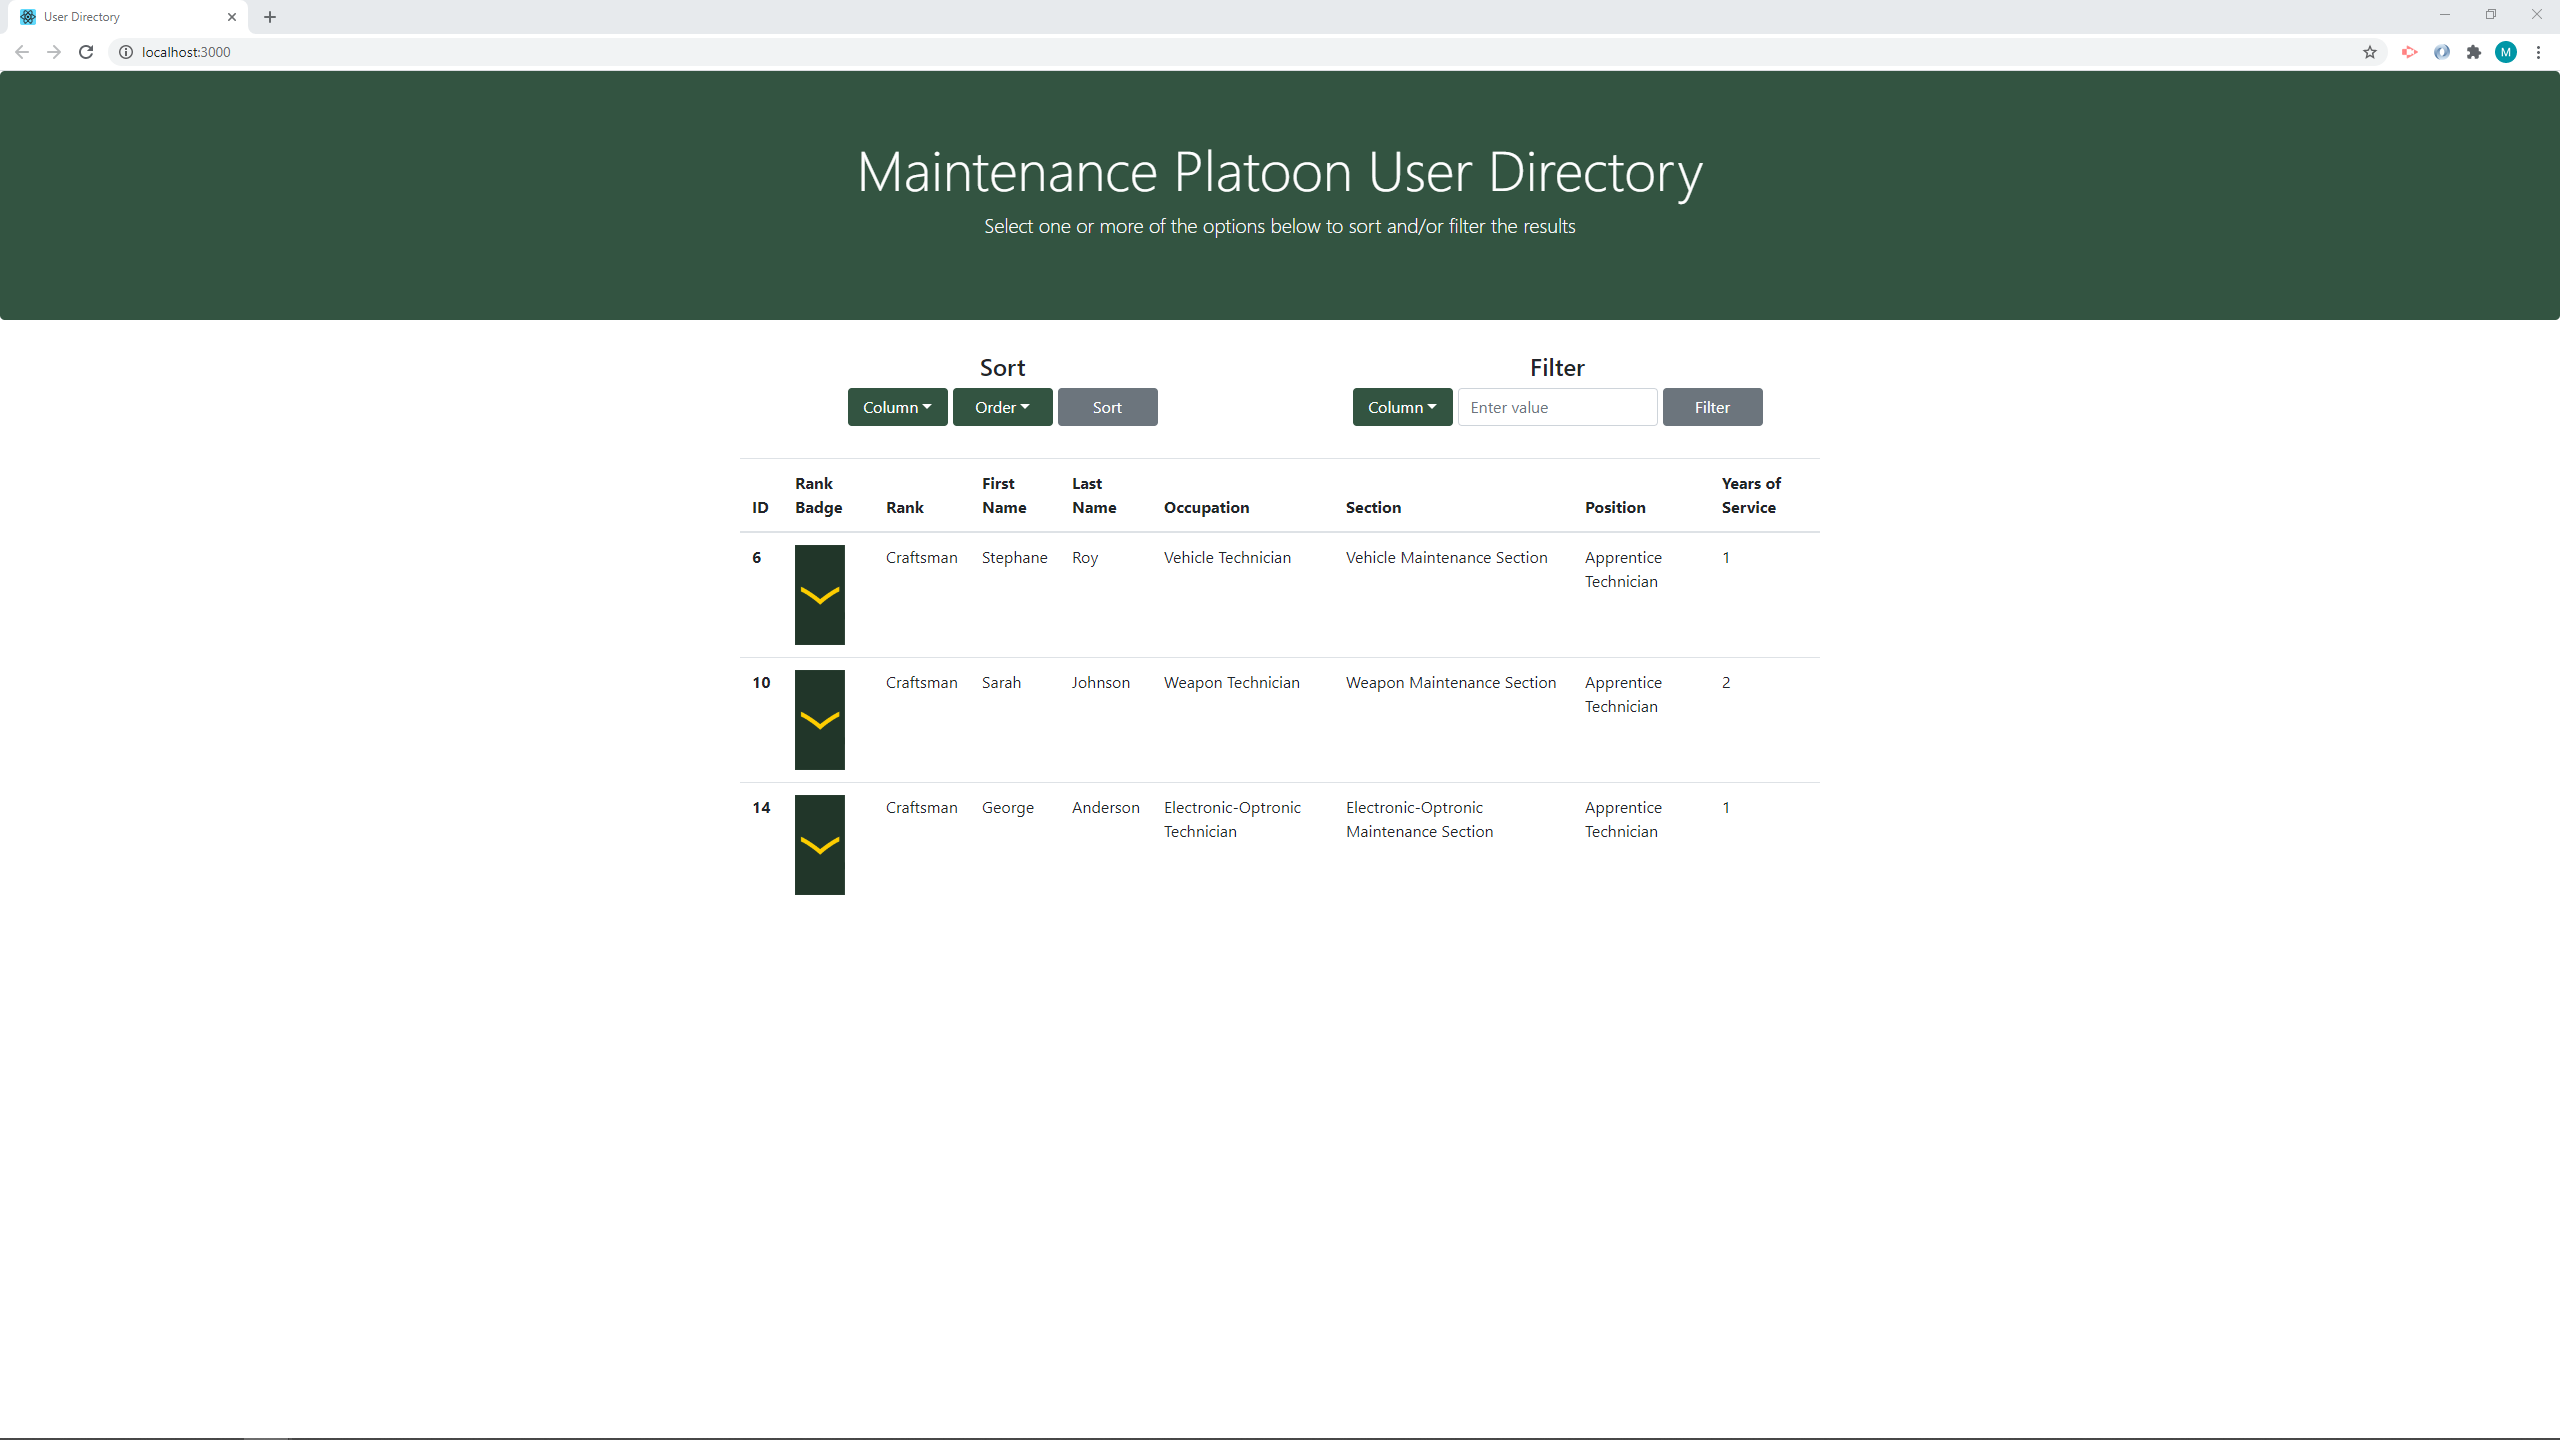 User Directory
localhost:3000
M
Maintenance Platoon User Directory
Select one or more of the options below to sort and/or filter the results
Sort
Filter
Column Order Sort
Column Enter value Filter
ID Rank Badge Rank First Name Last Name Occupation Section Position Years of Service
6 Craftsman Stephane Roy Vehicle Technician Vehicle Maintenance Section Apprentice Technician 1
10 Craftsman Sarah Johnson Weapon Technician Weapon Maintenance Section Apprentice Technician 2
14 Craftsman George Anderson Electronic-Optronic Technician Electronic-Optronic Maintenance Section Apprentice Technician 1